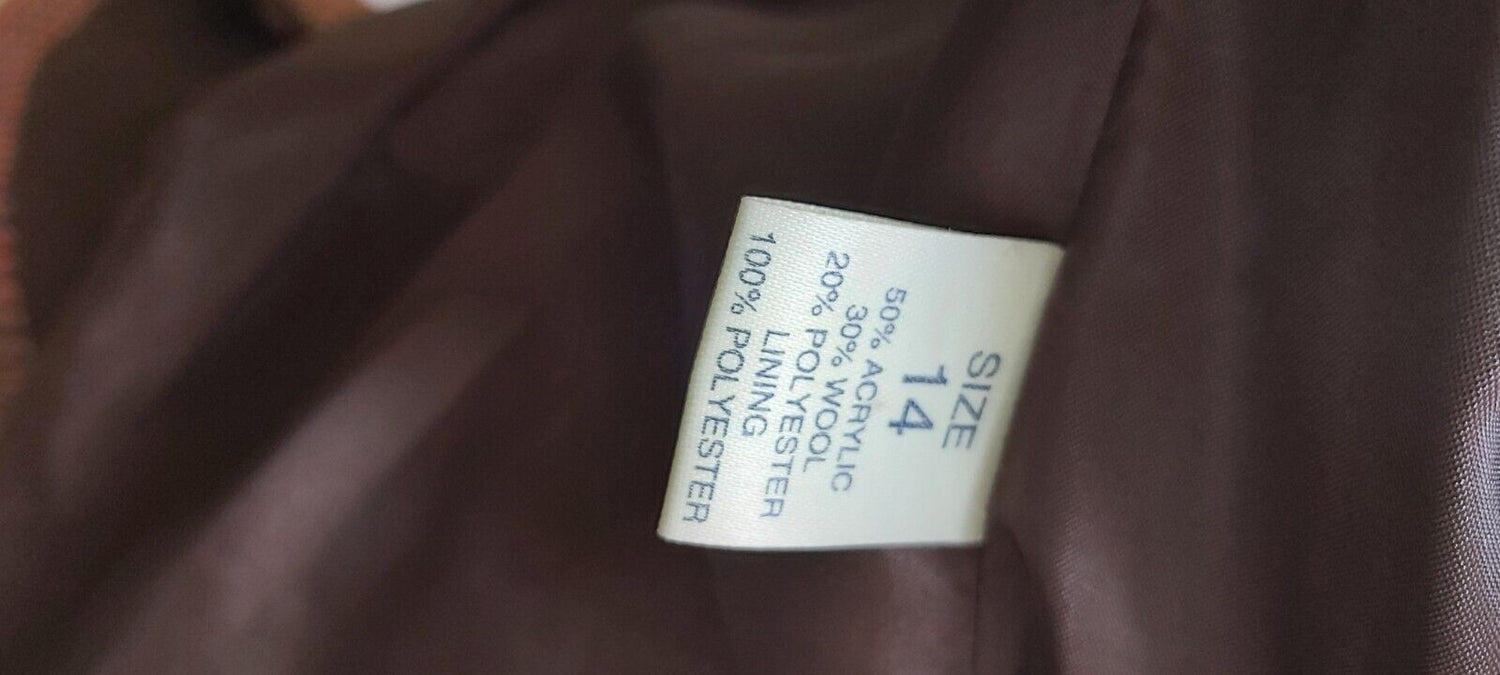 SIZE
14
50% ACRYLIC
30% WOOL
20% POLYESTER
LINING
100% POLYESTER